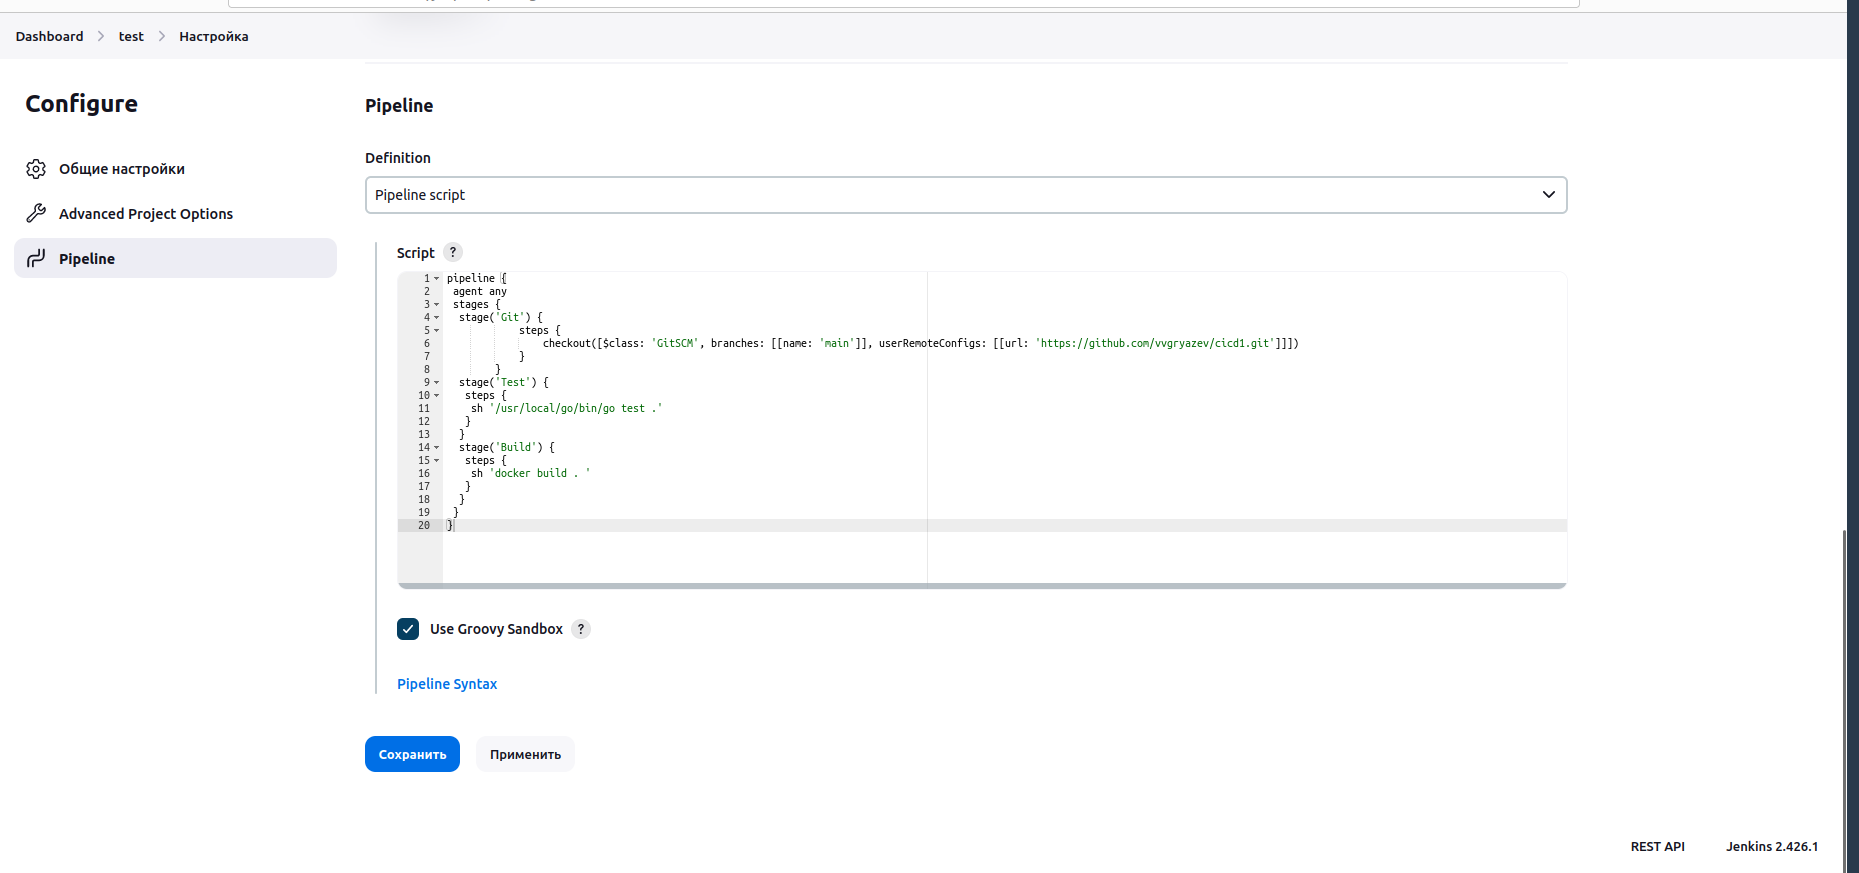 Dashboard > test > Настройка
Configure
Общие настройки
Advanced Project Options
Pipeline
Pipeline
Definition
Pipeline script
Script ?
1 pipeline {
2  agent any
3  stages {
4   stage('Git') {
5             steps {
6                 checkout([$class: 'GitSCM', branches: [[name: 'main']], userRemoteConfigs: [[url: 'https://github.com/vvgryazev/cicd1.git']]])
7             }
8         }
9   stage('Test') {
10    steps {
11     sh '/usr/local/go/bin/go test .'
12    }
13   }
14   stage('Build') {
15    steps {
16     sh 'docker build . '
17    }
18   }
19  }
20 }
Use Groovy Sandbox ?
Pipeline Syntax
Сохранить
Применить
REST API
Jenkins 2.426.1